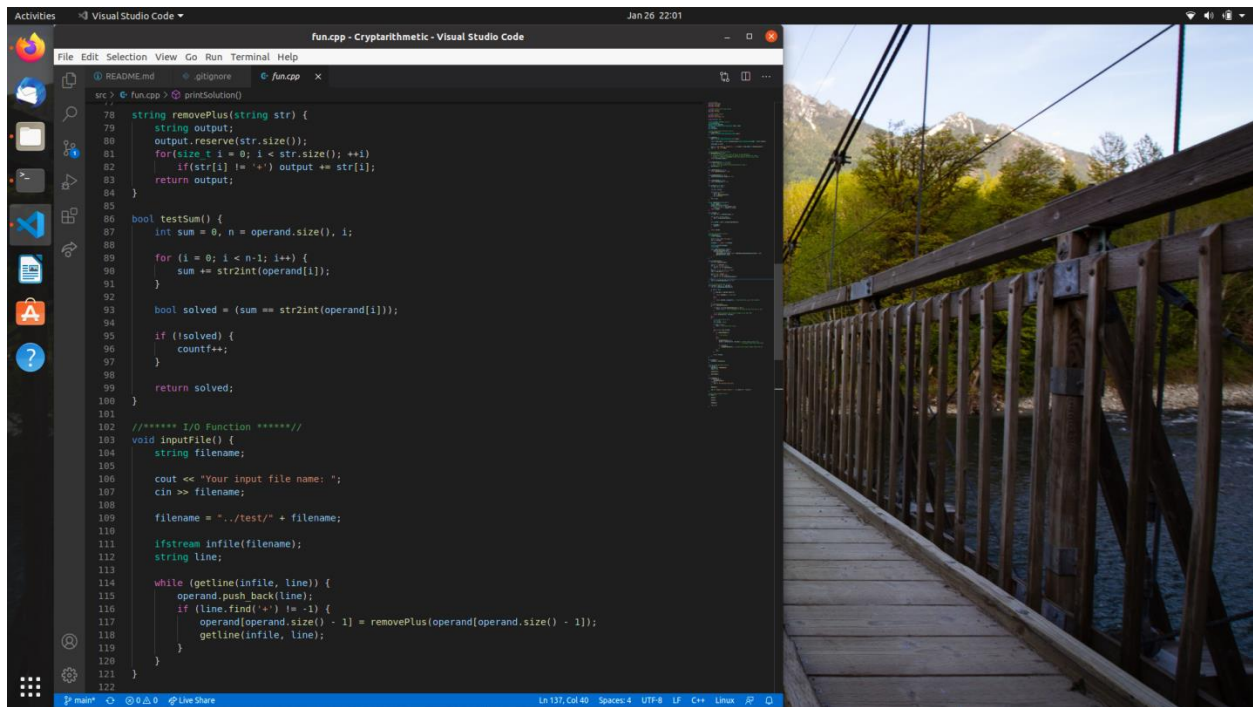 Activities
Visual Studio Code
Jan 26 22:01
fun.cpp - Cryptarithmetic - Visual Studio Code
File Edit Selection View Go Run Terminal Help
README.md .gitignore fun.cpp
src > fun.cpp > printSolution()
77
78 string removePlus(string str) {
79 string output;
80 output.reserve(str.size());
81 for(size_t i = 0; i < str.size(); ++i)
82 if(str[i] != '+') output += str[i];
83 return output;
84 }
85
86 bool testSum() {
87 int sum = 0, n = operand.size(), i;
88
89 for (i = 0; i < n-1; i++) {
90 sum += str2int(operand[i]);
91 }
92
93 bool solved = (sum == str2int(operand[i]));
94
95 if (!solved) {
96 countf++;
97 }
98
99 return solved;
100 }
101
102 //****** I/O Function ******//
103 void inputFile() {
104 string filename;
105
106 cout << "Your input file name: ";
107 cin >> filename;
108
109 filename = "../test/" + filename;
110
111 ifstream infile(filename);
112 string line;
113
114 while (getline(infile, line)) {
115 operand.push_back(line);
116 if (line.find('+') != -1) {
117 operand[operand.size() - 1] = removePlus(operand[operand.size() - 1]);
118 getline(infile, line);
119 }
120 }
121 }
122
main* 0 0 Live Share Ln 137, Col 40 Spaces: 4 UTF-8 LF C++ Linux